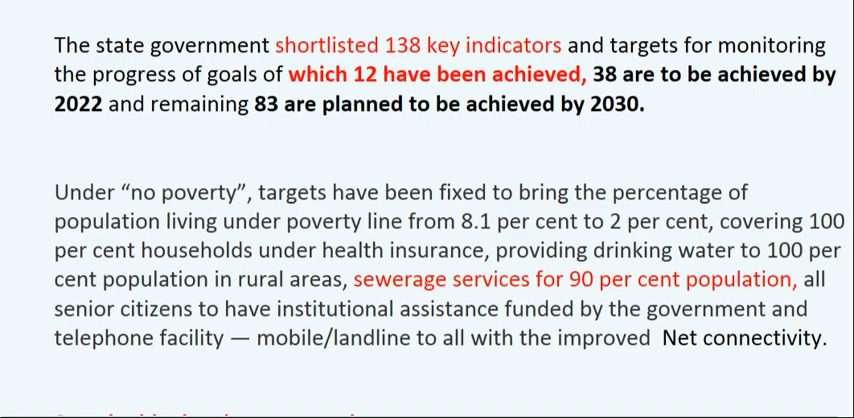 The state government shortlisted 138 key indicators and targets for monitoring
the progress of goals of which 12 have been achieved, 38 are to be achieved by
2022 and remaining 83 are planned to be achieved by 2030.
Under “no poverty”, targets have been fixed to bring the percentage of
population living under poverty line from 8.1 per cent to 2 per cent, covering 100
per cent households under health insurance, providing drinking water to 100 per
cent population in rural areas, sewerage services for 90 per cent population, all
senior citizens to have institutional assistance funded by the government and
telephone facility — mobile/landline to all with the improved Net connectivity.